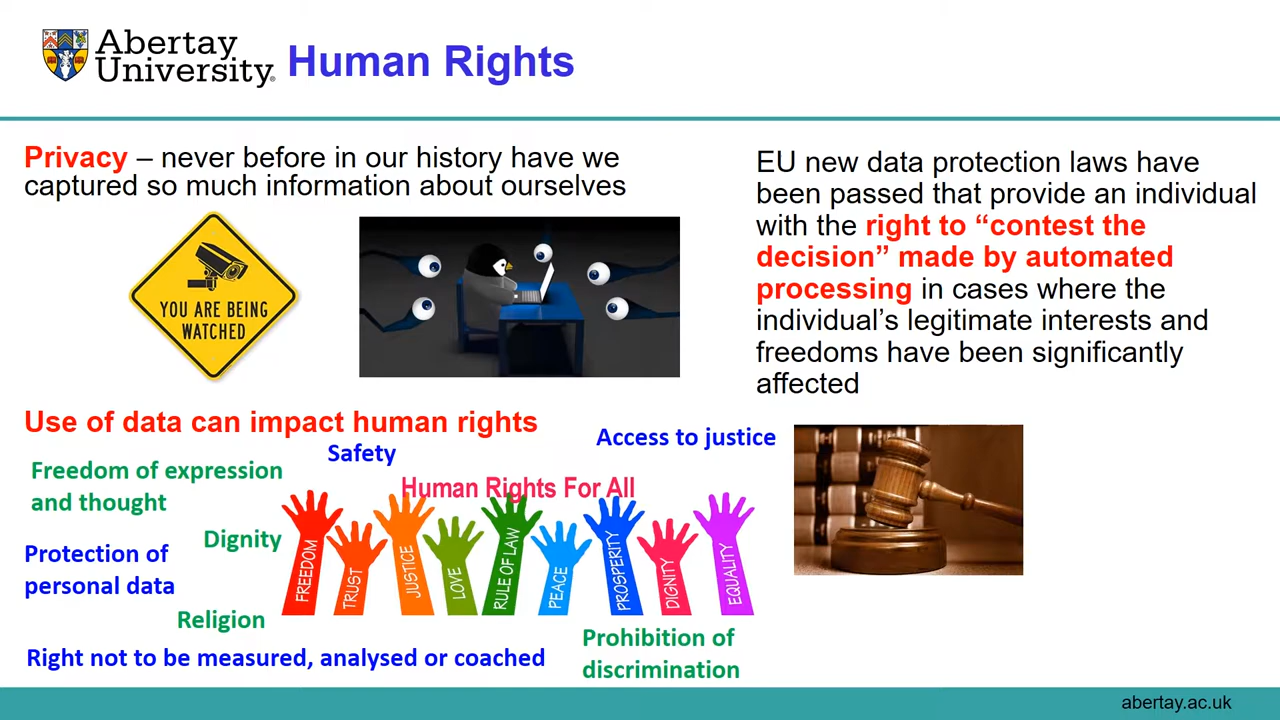 Abertay
University®
Human Rights
Privacy – never before in our history have we
captured so much information about ourselves
YOU ARE BEING
WATCHED
EU new data protection laws have
been passed that provide an individual
with the right to “contest the
decision” made by automated
processing in cases where the
individual’s legitimate interests and
freedoms have been significantly
affected
Use of data can impact human rights
Safety
Access to justice
Freedom of expression
and thought
Human Rights For All
Dignity
Protection of
personal data
Religion
FREEDOM
TRUST
JUSTICE
LOVE
RULE OF LAW
PEACE
PROSPERITY
DIGNITY
EQUALITY
Right not to be measured, analysed or coached
Prohibition of
discrimination
abertay.ac.uk